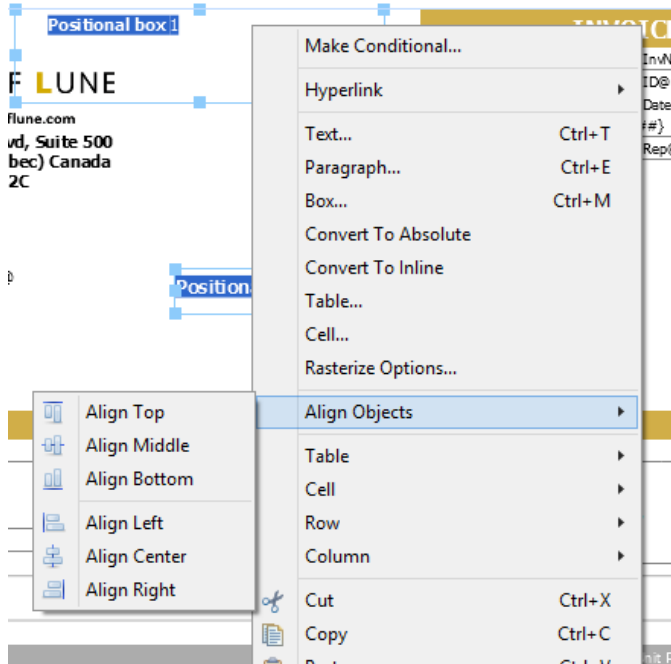 Positional box 1
INVOICE
F LUNE
flune.com
vd, Suite 500
bec) Canada
2C
InvN
ID@
Date
##}
Rep@
@
Position
Make Conditional...
Hyperlink
Text... Ctrl+T
Paragraph... Ctrl+E
Box... Ctrl+M
Convert To Absolute
Convert To Inline
Table...
Cell...
Rasterize Options...
Align Objects
Table
Cell
Row
Column
Cut Ctrl+X
Copy Ctrl+C
Align Top
Align Middle
Align Bottom
Align Left
Align Center
Align Right